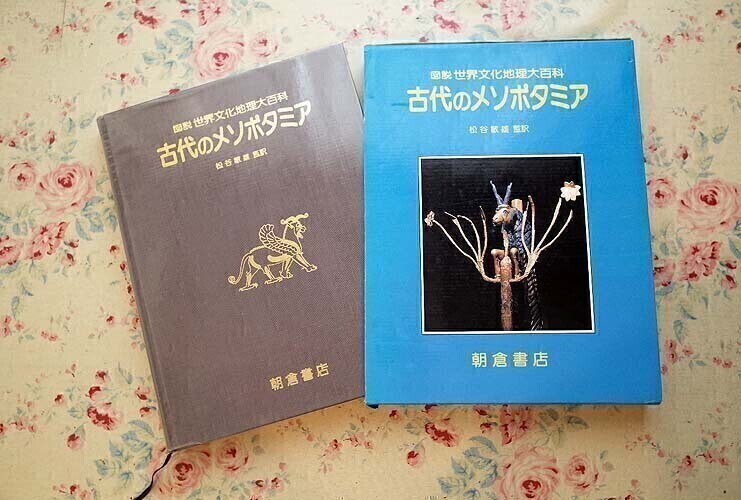 図説 世界文化地理大百科
古代のメソポタミア
松谷敏雄 監訳
朝倉書店
図説 世界文化地理大百科
古代のメソポタミア
松谷敏雄 監訳
朝倉書店